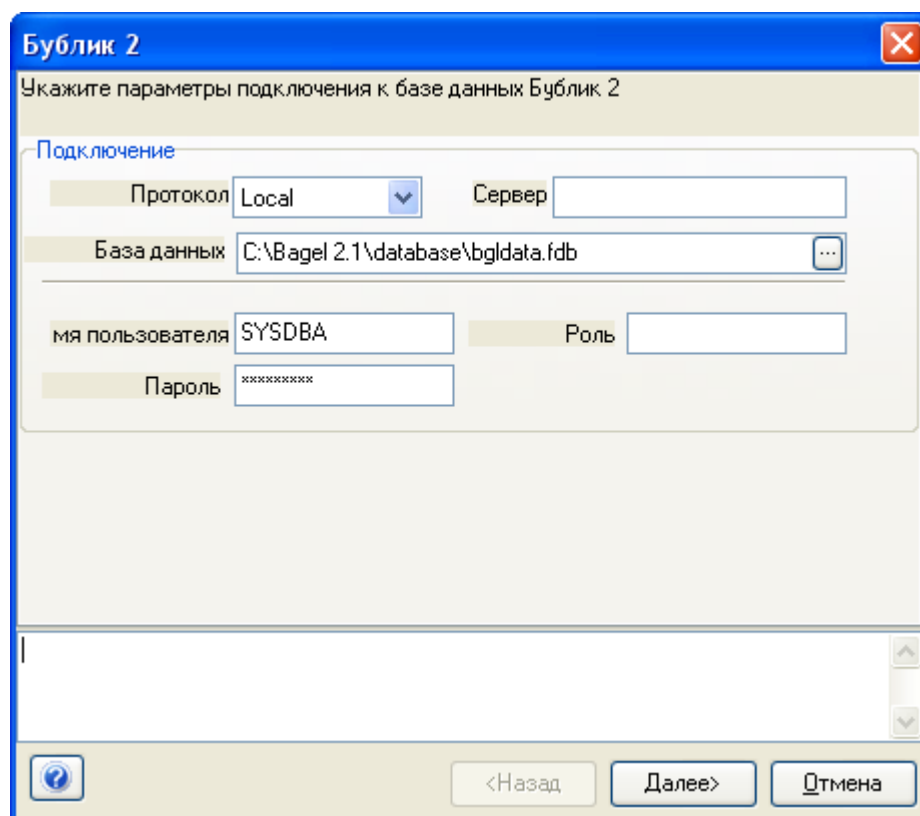 Бублик 2
Укажите параметры подключения к базе данных Бублик 2
Подключение
Протокол Local Сервер
База данных C:\Bagel 2.1\database\bgldata.fdb ...
мя пользователя SYSDBA Роль
Пароль *********
<Назад Далее> Отмена